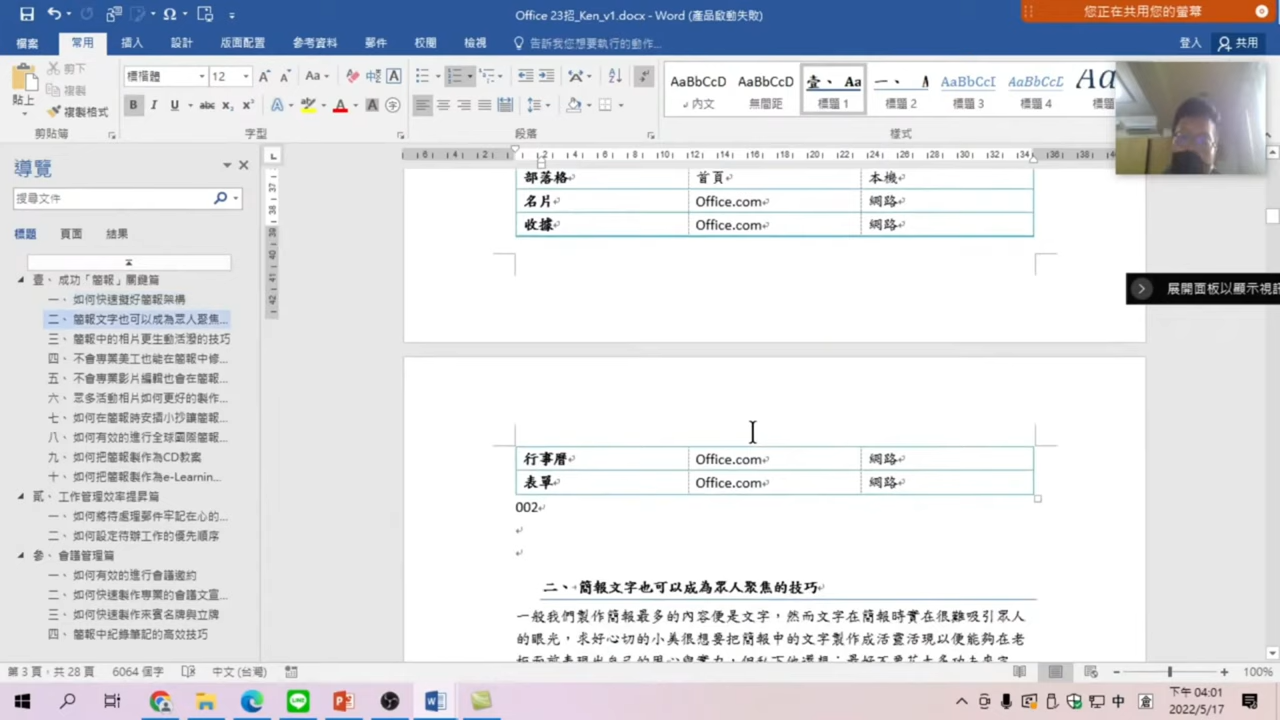 Office 23招_Ken_v1.docx - Word (產品啟動失敗)
您正在共用您的螢幕
檔案 常用 插入 設計 版面配置 參考資料 郵件 校閱 檢視 告訴我您想要執行的動作... 登入 共用
貼上 剪下 複製 複製格式
標楷體 12
AaBbCcD AaBbCcD 壹、 Aa 一、 AaBbCcI AaBbCcD
內文 無間距 標題 1 標題 2 標題 3 標題 4
剪貼簿 字型 段落 樣式
導覽
搜尋文件
標題 頁面 結果
壹、成功「簡報」關鍵篇
一、如何快速擬好簡報架構
二、簡報文字也可以成為眾人聚焦...
三、簡報中的相片更生動活潑的技巧
四、不會專業美工也能在簡報中修...
五、不會專業影片編輯也會在簡報...
六、眾多活動相片如何更好的製作...
七、如何在簡報時安插小抄讓簡報...
八、如何有效的進行全球國際簡報...
九、如何把簡報製作為CD教案
十、如何把簡報製作為e-Learnin...
貳、工作管理效率提昇篇
一、如何將待處理郵件牢記在心的...
二、如何設定待辦工作的優先順序
參、會議管理篇
一、如何有效的進行會議邀約
二、如何快速製作專業的會議文宣...
三、如何快速製作來賓名牌與立牌
四、簡報中紀錄筆記的高效技巧
部落格 首頁 本機
名片 Office.com 網路
收據 Office.com 網路
展開面板以顯示視訊
行事曆 Office.com 網路
表單 Office.com 網路
002
二、簡報文字也可以成為眾人聚焦的技巧
一般我們製作簡報最多的內容便是文字，然而文字在簡報時實在很難吸引眾人
的眼光，求好心切的小美很想要把簡報中的文字製作成活靈活現以便能夠在老
第 3 頁，共 28 頁 6064 個字 中文 (台灣) 100%
中 下午 04:01
2022/5/17